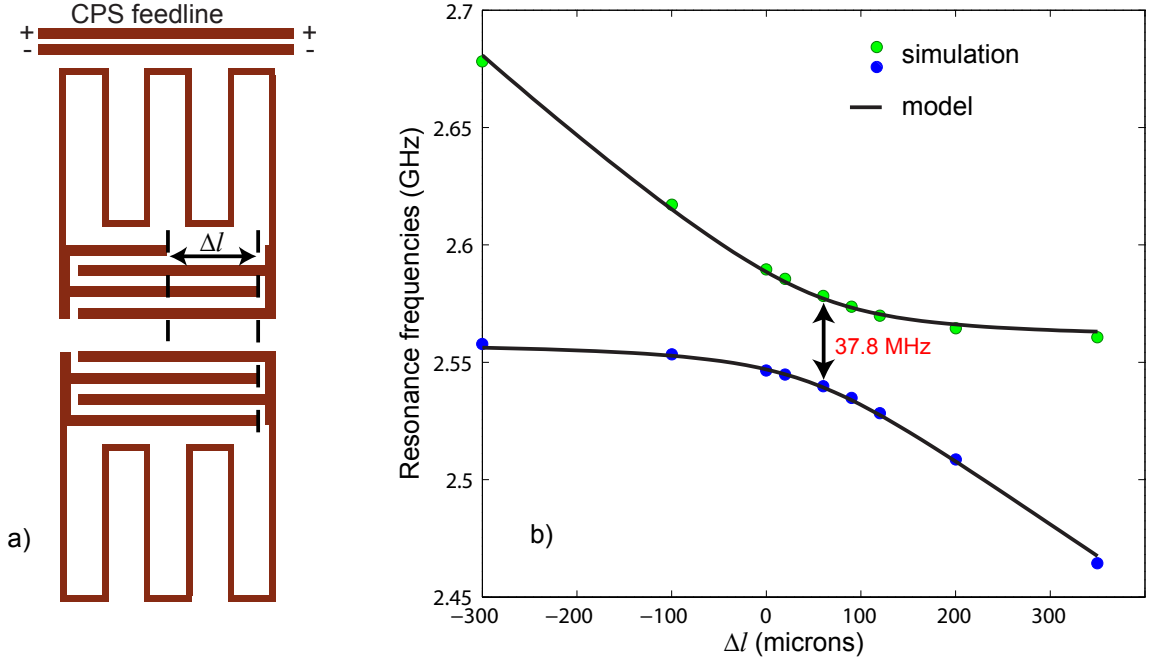 CPS feedline
+ +
- -
Δl
a)
Resonance frequencies (GHz)
2.7
2.65
2.6
2.55
2.5
2.45
simulation
model
37.8 MHz
b)
−300 −200 −100 0 100 200 300
Δl (microns)